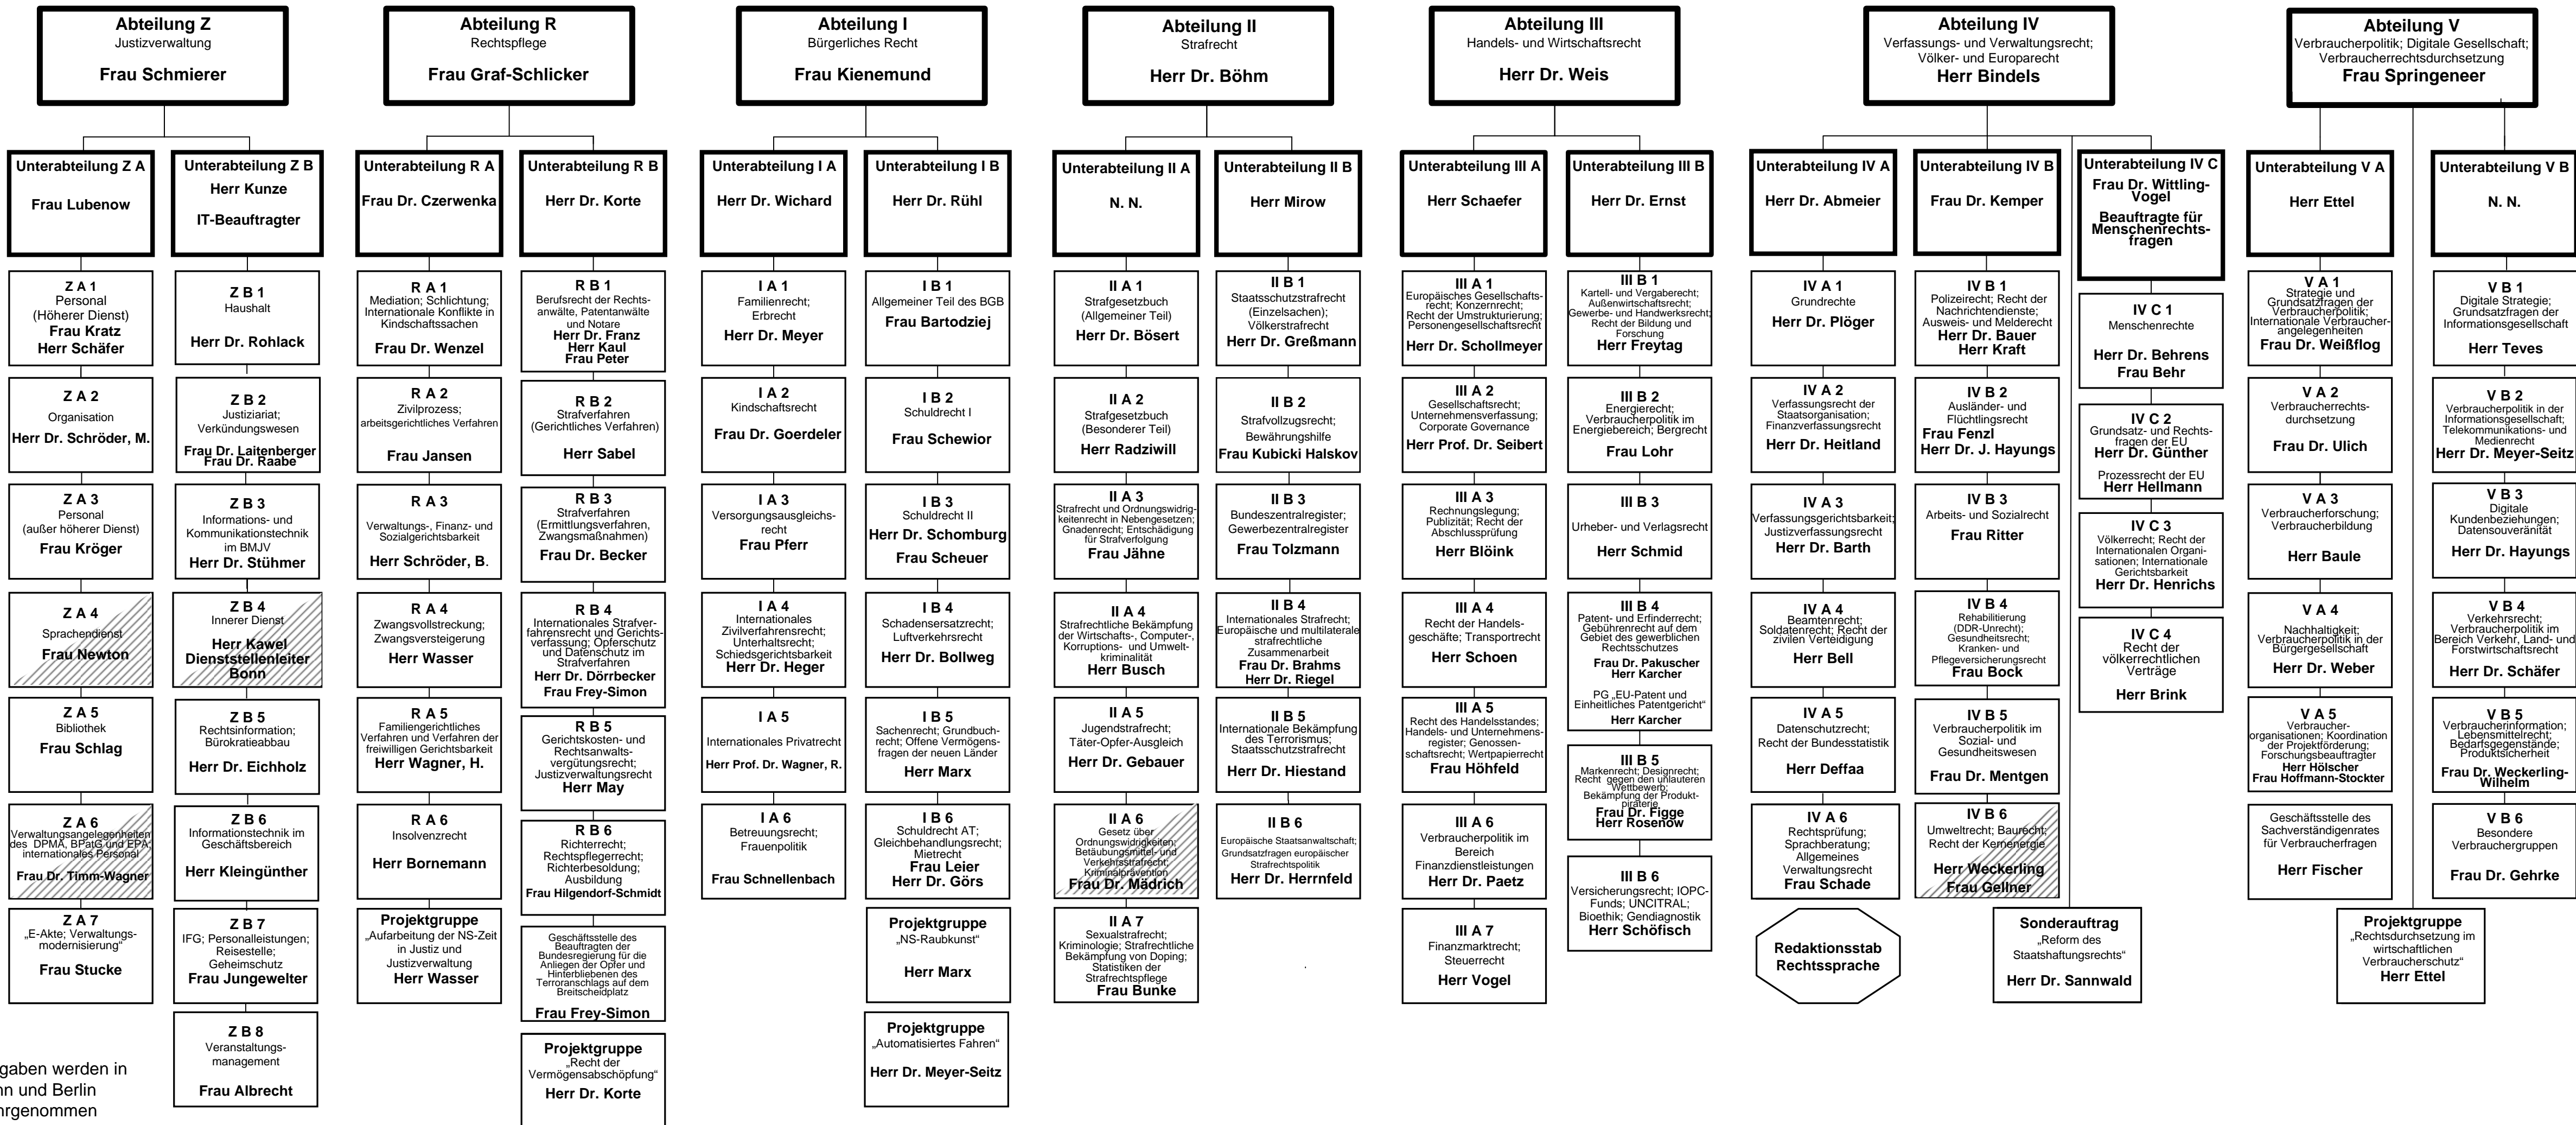 Abteilung Z
Justizverwaltung
Frau Schmierer
Abteilung R
Rechtspflege
Frau Graf-Schlicker
Abteilung I
Bürgerliches Recht
Frau Kienemund
Abteilung II
Strafrecht
Herr Dr. Böhm
Abteilung III
Handels- und Wirtschaftsrecht
Herr Dr. Weis
Abteilung IV
Verfassungs- und Verwaltungsrecht;
Völker- und Europarecht
Herr Bindels
Abteilung V
Verbraucherpolitik; Digitale Gesellschaft;
Verbraucherrechtsdurchsetzung
Frau Springeneer
Unterabteilung Z A
Frau Lubenow
Z A 1
Personal
(Höherer Dienst)
Frau Kratz
Herr Schäfer
Z A 2
Organisation
Herr Dr. Schröder, M.
Z A 3
Personal
(außer höherer Dienst)
Frau Kröger
Z A 4
Sprachendienst
Frau Newton
Z A 5
Bibliothek
Frau Schlag
Z A 6
Verwaltungsangelegenheiten
des DPMA, BPatG und EPA;
internationales Personal
Frau Dr. Timm-Wagner
Z A 7
„E-Akte; Verwaltungs-
modernisierung“
Frau Stucke
gaben werden in
nn und Berlin
hrgenommen
Unterabteilung Z B
Herr Kunze
IT-Beauftragter
Z B 1
Haushalt
Herr Dr. Rohlack
Z B 2
Justiziariat;
Verkündungswesen
Frau Dr. Laitenberger
Frau Dr. Raabe
Z B 3
Informations- und
Kommunikationstechnik
im BMJV
Herr Dr. Stühmer
Z B 4
Innerer Dienst
Herr Kawel
Dienststellenleiter
Bonn
Z B 5
Rechtsinformation;
Bürokratieabbau
Herr Dr. Eichholz
Z B 6
Informationstechnik im
Geschäftsbereich
Herr Kleingünther
Z B 7
IFG; Personalleistungen;
Reisestelle;
Geheimschutz
Frau Jungewelter
Z B 8
Veranstaltungs-
management
Frau Albrecht
Unterabteilung R A
Frau Dr. Czerwenka
R A 1
Mediation; Schlichtung;
Internationale Konflikte in
Kindschaftssachen
Frau Dr. Wenzel
R A 2
Zivilprozess;
arbeitsgerichtliches Verfahren
Frau Jansen
R A 3
Verwaltungs-, Finanz- und
Sozialgerichtsbarkeit
Herr Schröder, B.
R A 4
Zwangsvollstreckung;
Zwangsversteigerung
Herr Wasser
R A 5
Familiengerichtliches
Verfahren und Verfahren der
freiwilligen Gerichtsbarkeit
Herr Wagner, H.
R A 6
Insolvenzrecht
Herr Bornemann
Projektgruppe
„Aufarbeitung der NS-Zeit
in Justiz und
Justizverwaltung
Herr Wasser
Unterabteilung R B
Herr Dr. Korte
R B 1
Berufsrecht der Rechts-
anwälte, Patentanwälte
und Notare
Herr Dr. Franz
Herr Kaul
Frau Peter
R B 2
Strafverfahren
(Gerichtliches Verfahren)
Herr Sabel
R B 3
Strafverfahren
(Ermittlungsverfahren,
Zwangsmaßnahmen)
Frau Dr. Becker
R B 4
Internationales Strafver-
fahrensrecht und Gerichts-
verfassung; Opferschutz
und Datenschutz im
Strafverfahren
Herr Dr. Dörrbecker
Frau Frey-Simon
R B 5
Gerichtskosten- und
Rechtsanwalts-
vergütungsrecht;
Justizverwaltungsrecht
Herr May
R B 6
Richterrecht;
Rechtspflegerrecht;
Richterbesoldung;
Ausbildung
Frau Hilgendorf-Schmidt
Geschäftsstelle des
Beauftragten der
Bundesregierung für die
Anliegen der Opfer und
Hinterbliebenen des
Terroranschlags auf dem
Breitscheidplatz
Frau Frey-Simon
Projektgruppe
„Recht der
Vermögensabschöpfung“
Herr Dr. Korte
Unterabteilung I A
Herr Dr. Wichard
I A 1
Familienrecht;
Erbrecht
Herr Dr. Meyer
I A 2
Kindschaftsrecht
Frau Dr. Goerdeler
I A 3
Versorgungsausgleichs-
recht
Frau Pferr
I A 4
Internationales
Zivilverfahrensrecht;
Unterhaltsrecht;
Schiedsgerichtsbarkeit
Herr Dr. Heger
I A 5
Internationales Privatrecht
Herr Prof. Dr. Wagner, R.
I A 6
Betreuungsrecht;
Frauenpolitik
Frau Schnellenbach
Unterabteilung I B
Herr Dr. Rühl
I B 1
Allgemeiner Teil des BGB
Frau Bartodziej
I B 2
Schuldrecht I
Frau Schewior
I B 3
Schuldrecht II
Herr Dr. Schomburg
Frau Scheuer
I B 4
Schadensersatzrecht;
Luftverkehrsrecht
Herr Dr. Bollweg
I B 5
Sachenrecht; Grundbuch-
recht; Offene Vermögens-
fragen der neuen Länder
Herr Marx
I B 6
Schuldrecht AT;
Gleichbehandlungsrecht;
Mietrecht
Frau Leier
Herr Dr. Görs
Projektgruppe
„NS-Raubkunst“
Herr Marx
Projektgruppe
„Automatisiertes Fahren“
Herr Dr. Meyer-Seitz
Unterabteilung II A
N. N.
II A 1
Strafgesetzbuch
(Allgemeiner Teil)
Herr Dr. Bösert
II A 2
Strafgesetzbuch
(Besonderer Teil)
Herr Radziwill
II A 3
Strafrecht und Ordnungswidrig-
keitenrecht in Nebengesetzen;
Gnadenrecht; Entschädigung
für Strafverfolgung
Frau Jähne
II A 4
Strafrechtliche Bekämpfung
der Wirtschafts-, Computer-,
Korruptions- und Umwelt-
kriminalität
Herr Busch
II A 5
Jugendstrafrecht;
Täter-Opfer-Ausgleich
Herr Dr. Gebauer
II A 6
Gesetz über
Ordnungswidrigkeiten;
Betäubungsmittel- und
Verkehrsstrafrecht;
Kriminalprävention
Frau Dr. Mädrich
II A 7
Sexualstrafrecht;
Kriminologie; Strafrechtliche
Bekämpfung von Doping;
Statistiken der
Strafrechtspflege
Frau Bunke
Unterabteilung II B
Herr Mirow
II B 1
Staatsschutzstrafrecht
(Einzelsachen);
Völkerstrafrecht
Herr Dr. Greßmann
II B 2
Strafvollzugsrecht;
Bewährungshilfe
Frau Kubicki Halskov
II B 3
Bundeszentralregister;
Gewerbezentralregister
Frau Tolzmann
II B 4
Internationales Strafrecht;
Europäische und multilaterale
strafrechtliche
Zusammenarbeit
Frau Dr. Brahms
Herr Dr. Riegel
II B 5
Internationale Bekämpfung
des Terrorismus;
Staatsschutzstrafrecht
Herr Dr. Hiestand
II B 6
Europäische Staatsanwaltschaft;
Grundsatzfragen europäischer
Strafrechtspolitik
Herr Dr. Herrnfeld
Unterabteilung III A
Herr Schaefer
III A 1
Europäisches Gesellschafts-
recht; Konzernrecht;
Recht der Umstrukturierung;
Personengesellschaftsrecht
Herr Dr. Schollmeyer
III A 2
Gesellschaftsrecht;
Unternehmensverfassung;
Corporate Governance
Herr Prof. Dr. Seibert
III A 3
Rechnungslegung;
Publizität; Recht der
Abschlussprüfung
Herr Blöink
III A 4
Recht der Handels-
geschäfte; Transportrecht
Herr Schoen
III A 5
Recht des Handelsstandes;
Handels- und Unternehmens-
register; Genossen-
schaftsrecht; Wertpapierrecht
Frau Höhfeld
III A 6
Verbraucherpolitik im
Bereich
Finanzdienstleistungen
Herr Dr. Paetz
III A 7
Finanzmarktrecht;
Steuerrecht
Herr Vogel
Unterabteilung III B
Herr Dr. Ernst
III B 1
Kartell- und Vergaberecht;
Außenwirtschaftsrecht;
Gewerbe- und Handwerksrecht;
Recht der Bildung und
Forschung
Herr Freytag
III B 2
Energierecht;
Verbraucherpolitik im
Energiebereich; Bergrecht
Frau Lohr
III B 3
Urheber- und Verlagsrecht
Herr Schmid
III B 4
Patent- und Erfinderrecht;
Gebührenrecht auf dem
Gebiet des gewerblichen
Rechtsschutzes
Frau Dr. Pakuscher
Herr Karcher
PG „EU-Patent und
Einheitliches Patentgericht“
Herr Karcher
III B 5
Markenrecht; Designrecht;
Recht gegen den unlauteren
Wettbewerb;
Bekämpfung der Produkt-
piraterie
Frau Dr. Figge
Herr Rosenow
III B 6
Versicherungsrecht; IOPC-
Funds; UNCITRAL;
Bioethik; Gendiagnostik
Herr Schöfisch
Unterabteilung IV A
Herr Dr. Abmeier
IV A 1
Grundrechte
Herr Dr. Plöger
IV A 2
Verfassungsrecht der
Staatsorganisation;
Finanzverfassungsrecht
Herr Dr. Heitland
IV A 3
Verfassungsgerichtsbarkeit;
Justizverfassungsrecht
Herr Dr. Barth
IV A 4
Beamtenrecht;
Soldatenrecht; Recht der
zivilen Verteidigung
Herr Bell
IV A 5
Datenschutzrecht;
Recht der Bundesstatistik
Herr Deffaa
IV A 6
Rechtsprüfung;
Sprachberatung;
Allgemeines
Verwaltungsrecht
Frau Schade
Redaktionsstab
Rechtssprache
Unterabteilung IV B
Frau Dr. Kemper
IV B 1
Polizeirecht; Recht der
Nachrichtendienste;
Ausweis- und Melderecht
Herr Dr. Bauer
Herr Kraft
IV B 2
Ausländer- und
Flüchtlingsrecht
Frau Fenzl
Herr Dr. J. Hayungs
IV B 3
Arbeits- und Sozialrecht
Frau Ritter
IV B 4
Rehabilitierung
(DDR-Unrecht);
Gesundheitsrecht;
Kranken- und
Pflegeversicherungsrecht
Frau Bock
IV B 5
Verbraucherpolitik im
Sozial- und
Gesundheitswesen
Frau Dr. Mentgen
IV B 6
Umweltrecht; Baurecht;
Recht der Kernenergie
Herr Weckerling
Frau Gellner
Sonderauftrag
„Reform des
Staatshaftungsrechts“
Herr Dr. Sannwald
Unterabteilung IV C
Frau Dr. Wittling-
Vogel
Beauftragte für
Menschenrechts-
fragen
IV C 1
Menschenrechte
Herr Dr. Behrens
Frau Behr
IV C 2
Grundsatz- und Rechts-
fragen der EU
Herr Dr. Günther
Prozessrecht der EU
Herr Hellmann
IV C 3
Völkerrecht; Recht der
Internationalen Organi-
sationen; Internationale
Gerichtsbarkeit
Herr Dr. Henrichs
IV C 4
Recht der
völkerrechtlichen
Verträge
Herr Brink
Unterabteilung V A
Herr Ettel
V A 1
Strategie und
Grundsatzfragen der
Verbraucherpolitik;
Internationale Verbraucher-
angelegenheiten
Frau Dr. Weißflog
V A 2
Verbraucherrechts-
durchsetzung
Frau Dr. Ulich
V A 3
Verbraucherforschung;
Verbraucherbildung
Herr Baule
V A 4
Nachhaltigkeit;
Verbraucherpolitik in der
Bürgergesellschaft
Herr Dr. Weber
V A 5
Verbraucher-
organisationen; Koordination
der Projektförderung;
Forschungsbeauftragter
Herr Hölscher
Frau Hoffmann-Stockter
Geschäftsstelle des
Sachverständigenrates
für Verbraucherfragen
Herr Fischer
Projektgruppe
„Rechtsdurchsetzung im
wirtschaftlichen
Verbraucherschutz“
Herr Ettel
Unterabteilung V B
N. N.
V B 1
Digitale Strategie;
Grundsatzfragen der
Informationsgesellschaft
Herr Teves
V B 2
Verbraucherpolitik in der
Informationsgesellschaft;
Telekommunikations- und
Medienrecht
Herr Dr. Meyer-Seitz
V B 3
Digitale
Kundenbeziehungen;
Datensouveränität
Herr Dr. Hayungs
V B 4
Verkehrsrecht;
Verbraucherpolitik im
Bereich Verkehr, Land- und
Forstwirtschaftsrecht
Herr Dr. Schäfer
V B 5
Verbraucherinformation;
Lebensmittelrecht;
Bedarfsgegenstände;
Produktsicherheit
Frau Dr. Weckerling-
Wilhelm
V B 6
Besondere
Verbrauchergruppen
Frau Dr. Gehrke